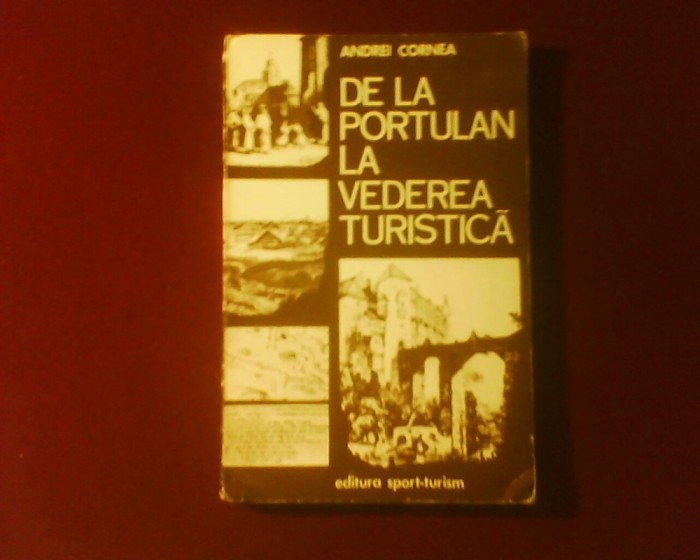 ANDREI CORNEA
DE LA
PORTULAN
LA
VEDEREA
TURISTICĂ
editura sport-turism